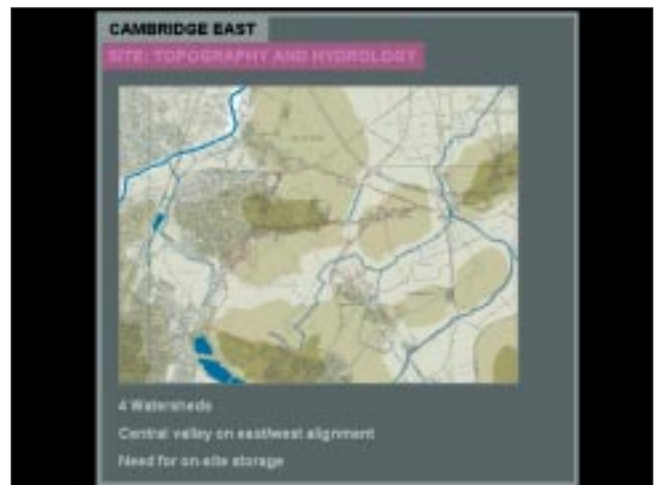 CAMBRIDGE EAST
SITE: TOPOGRAPHY AND HYDROLOGY
4 Watersheds
Central valley on east/west alignment
Need for on-site storage